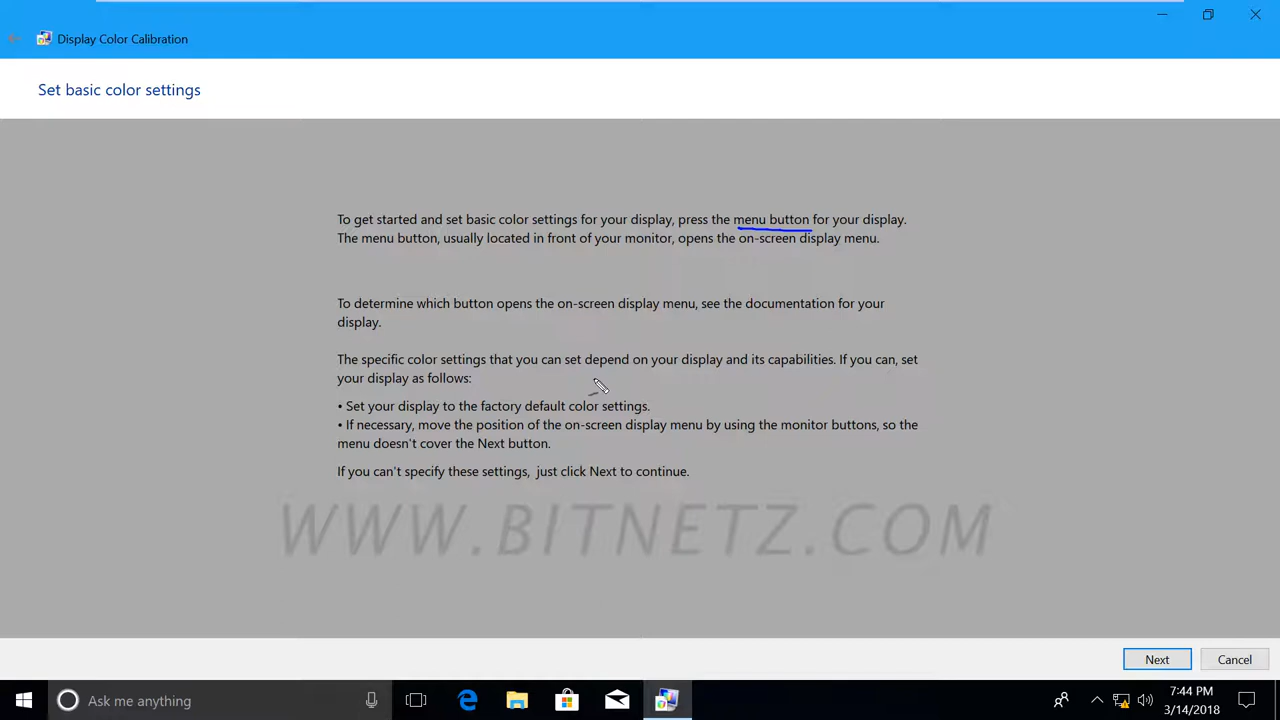 Display Color Calibration
Set basic color settings
To get started and set basic color settings for your display, press the menu button for your display.
The menu button, usually located in front of your monitor, opens the on-screen display menu.
To determine which button opens the on-screen display menu, see the documentation for your
display.
The specific color settings that you can set depend on your display and its capabilities. If you can, set
your display as follows:
• Set your display to the factory default color settings.
• If necessary, move the position of the on-screen display menu by using the monitor buttons, so the
menu doesn't cover the Next button.
If you can't specify these settings,  just click Next to continue.
WWW.BITNETZ.COM
Next
Cancel
Ask me anything
7:44 PM
3/14/2018